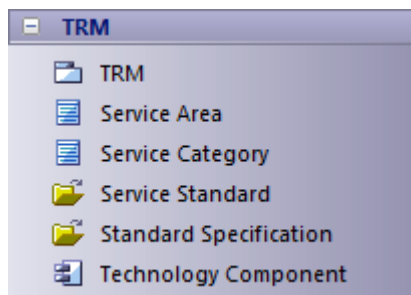 TRM
TRM
Service Area
Service Category
Service Standard
Standard Specification
Technology Component